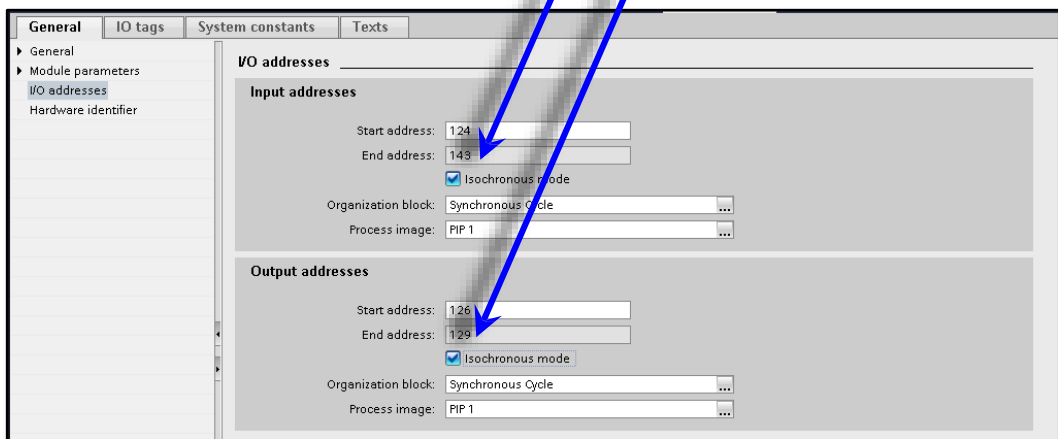 General IO tags System constants Texts
General
Module parameters
I/O addresses
Hardware identifier
I/O addresses
Input addresses
Start address: 124
End address: 143
Isochronous mode
Organization block: Synchronous Cycle ...
Process image: PIP 1 ...
Output addresses
Start address: 126
End address: 129
Isochronous mode
Organization block: Synchronous Cycle ...
Process image: PIP 1 ...